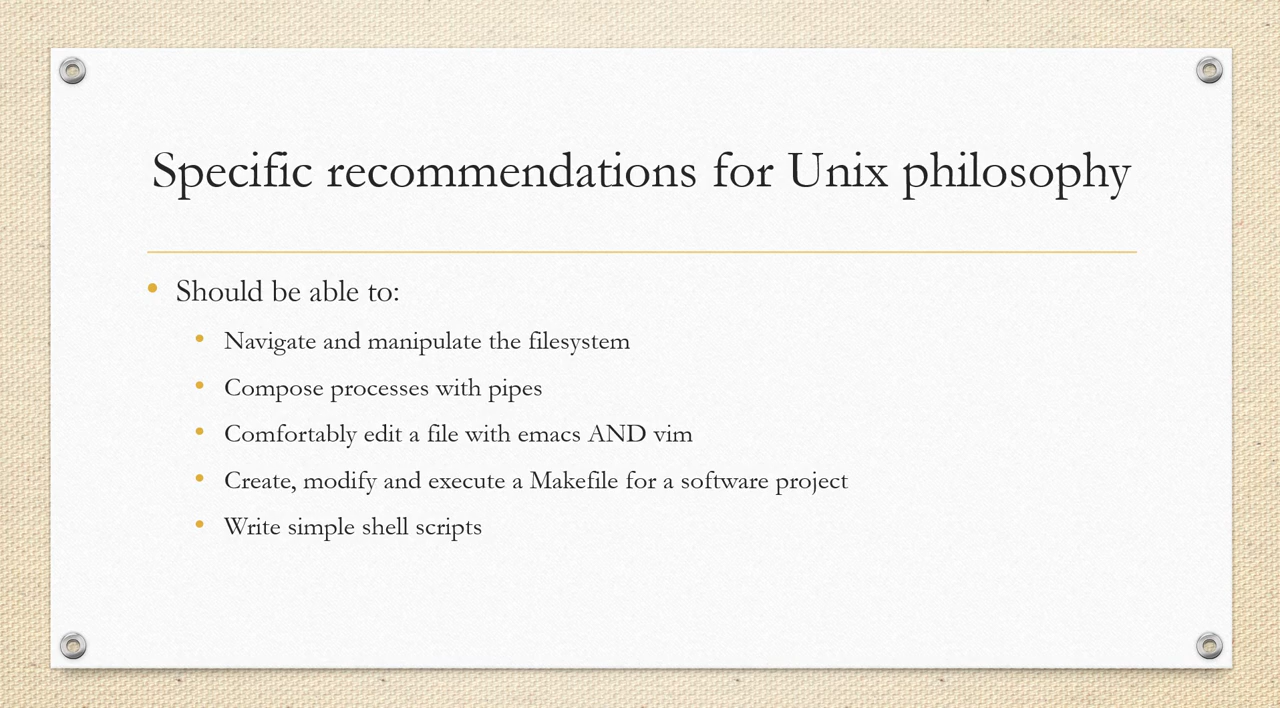 Specific recommendations for Unix philosophy
Should be able to:
Navigate and manipulate the filesystem
Compose processes with pipes
Comfortably edit a file with emacs AND vim
Create, modify and execute a Makefile for a software project
Write simple shell scripts